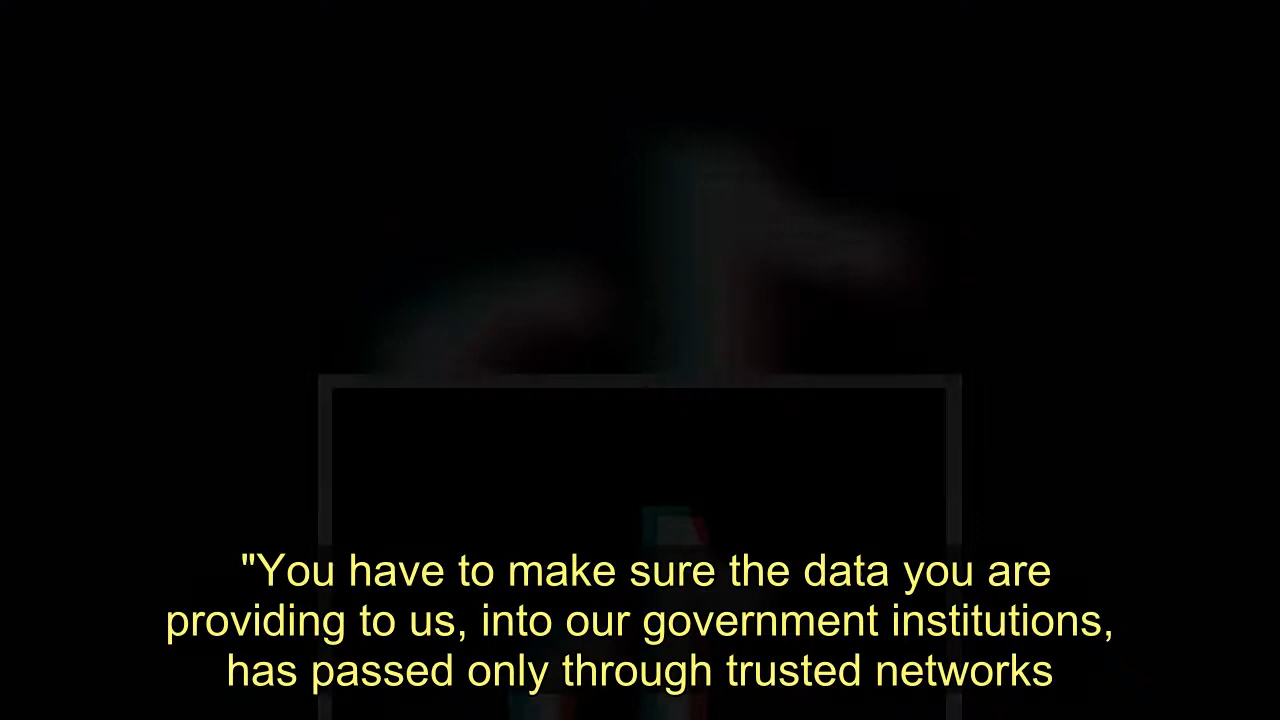 "You have to make sure the data you are
providing to us, into our government institutions,
has passed only through trusted networks